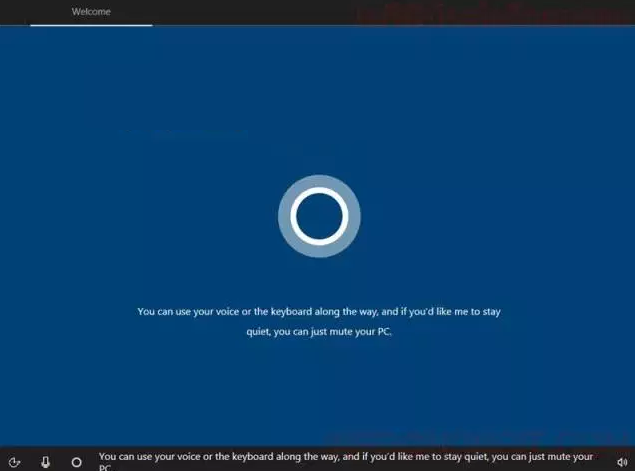 Welcome
You can use your voice or the keyboard along the way, and if you'd like me to stay
quiet, you can just mute your PC.
You can use your voice or the keyboard along the way, and if you'd like me to stay quiet, you can just mute your
PC.